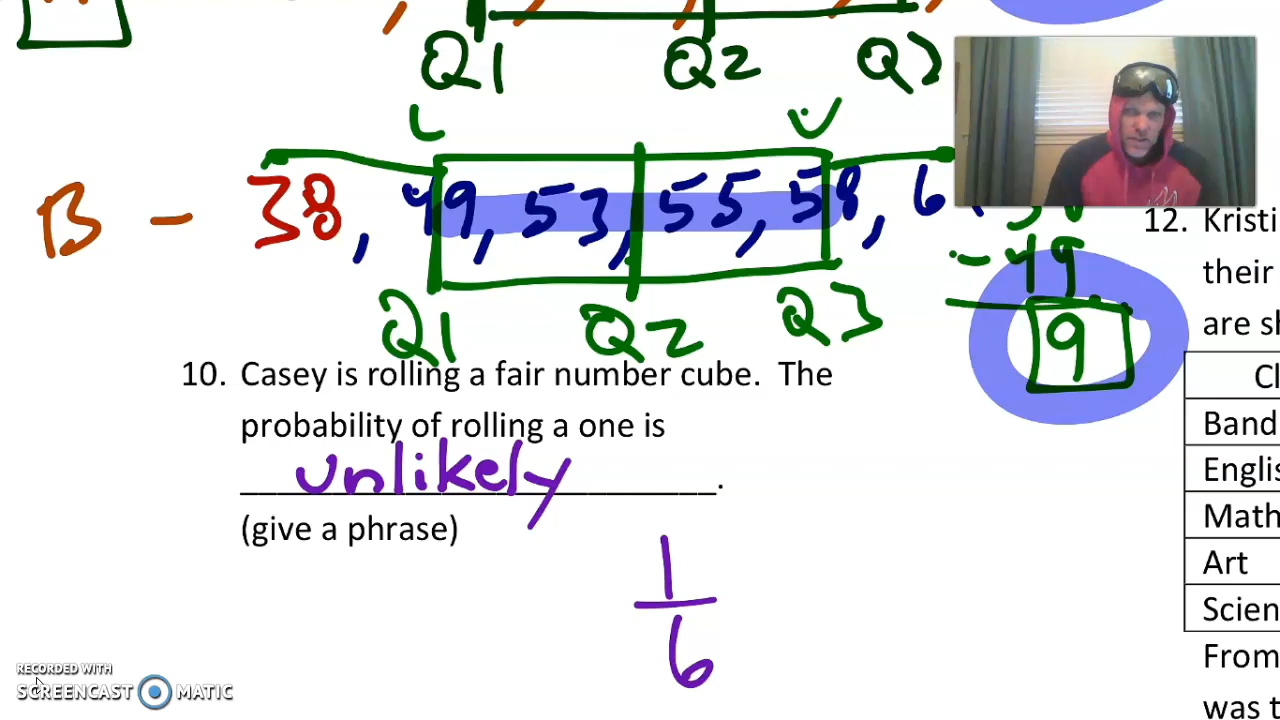 Q1 Q2 Q3
L U
B - 38, 49, 53, 55, 58, 6
- 49
9
Q1 Q2 Q3
10. Casey is rolling a fair number cube. The
probability of rolling a one is
unlikely.
(give a phrase)
1
6
12. Kristi
their
are sh
Cl
Band
Englis
Math
Art
Scien
From
was t
RECORDED WITH
SCREENCAST MATIC